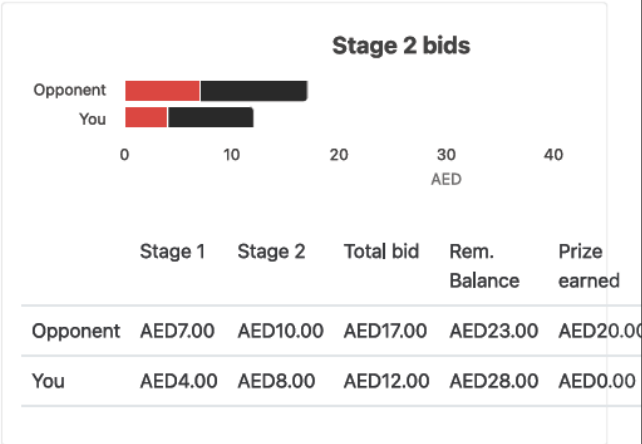 Stage 2 bids
Opponent
You
0 10 20 30 40
AED
Stage 1 Stage 2 Total bid Rem. Balance Prize earned
Opponent AED7.00 AED10.00 AED17.00 AED23.00 AED20.00
You AED4.00 AED8.00 AED12.00 AED28.00 AED0.00